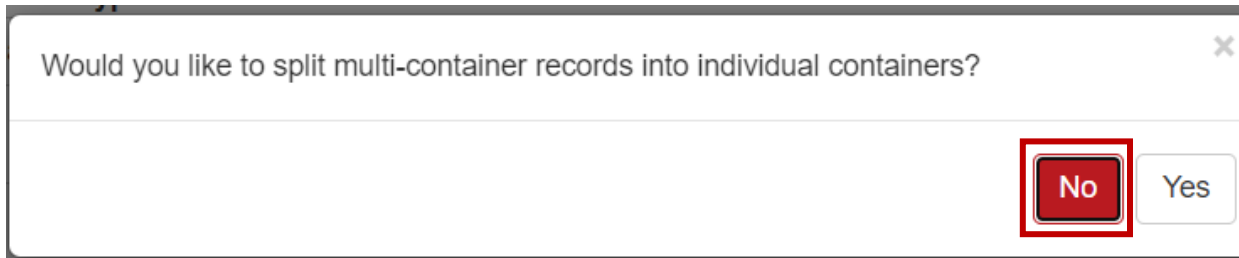 Would you like to split multi-container records into individual containers?
×
No
Yes